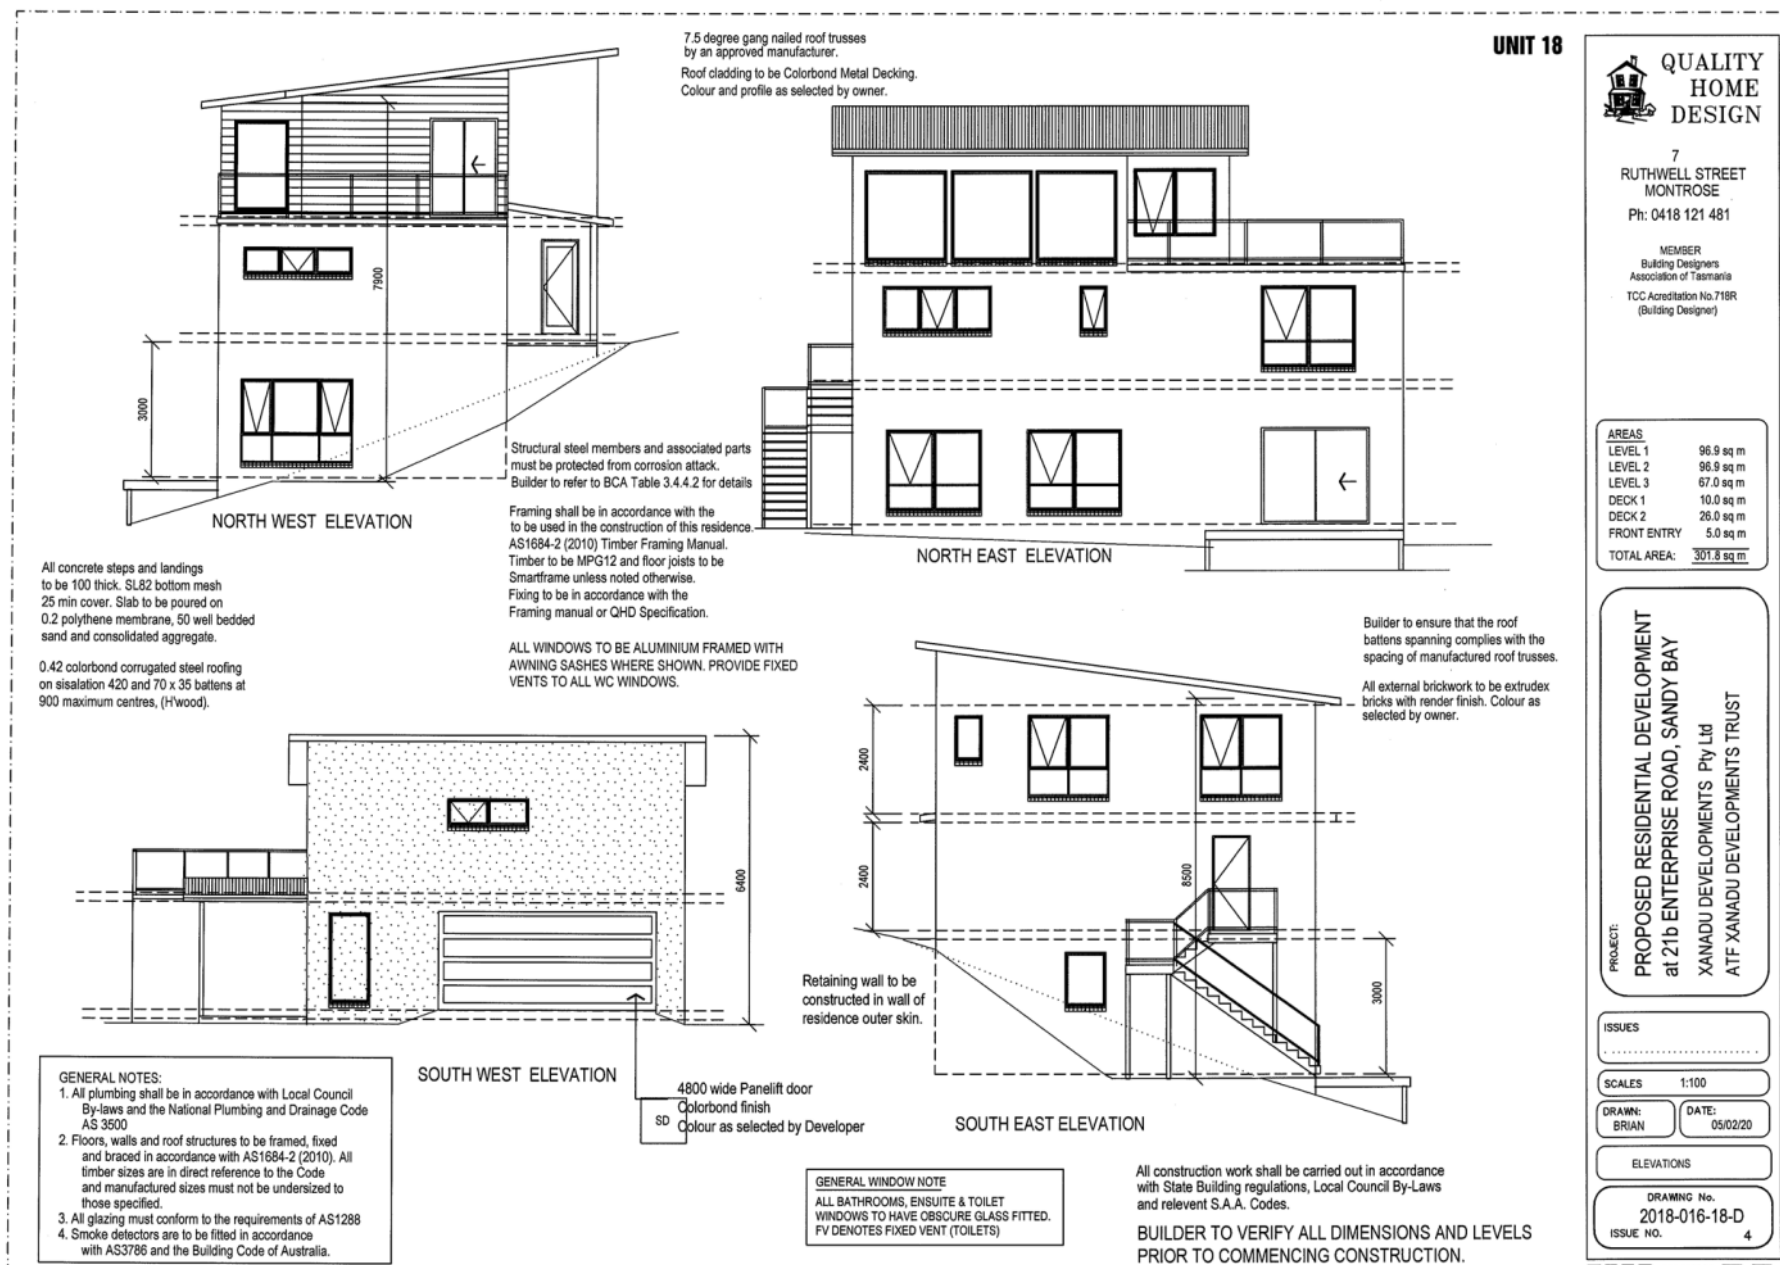 7.5 degree gang nailed roof trusses
by an approved manufacturer.
Roof cladding to be Colorbond Metal Decking.
Colour and profile as selected by owner.
UNIT 18
7900
3000
NORTH WEST ELEVATION
Structural steel members and associated parts
must be protected from corrosion attack.
Builder to refer to BCA Table 3.4.4.2 for details
Framing shall be in accordance with the
to be used in the construction of this residence.
AS1684-2 (2010) Timber Framing Manual.
Timber to be MPG12 and floor joists to be
Smartframe unless noted otherwise.
Fixing to be in accordance with the
Framing manual or QHD Specification.
ALL WINDOWS TO BE ALUMINIUM FRAMED WITH
AWNING SASHES WHERE SHOWN. PROVIDE FIXED
VENTS TO ALL WC WINDOWS.
NORTH EAST ELEVATION
All concrete steps and landings
to be 100 thick. SL82 bottom mesh
25 min cover. Slab to be poured on
0.2 polythene membrane, 50 well bedded
sand and consolidated aggregate.
0.42 colorbond corrugated steel roofing
on sisalation 420 and 70 x 35 battens at
900 maximum centres, (H'wood).
Builder to ensure that the roof
battens spanning complies with the
spacing of manufactured roof trusses.
All external brickwork to be extrudex
bricks with render finish. Colour as
selected by owner.
6400
SOUTH WEST ELEVATION
4800 wide Panelift door
Colorbond finish
Colour as selected by Developer
SD
2400
2400
8500
3000
Retaining wall to be
constructed in wall of
residence outer skin.
SOUTH EAST ELEVATION
GENERAL NOTES:
1. All plumbing shall be in accordance with Local Council
By-laws and the National Plumbing and Drainage Code
AS 3500
2. Floors, walls and roof structures to be framed, fixed
and braced in accordance with AS1684-2 (2010). All
timber sizes are in direct reference to the Code
and manufactured sizes must not be undersized to
those specified.
3. All glazing must conform to the requirements of AS1288
4. Smoke detectors are to be fitted in accordance
with AS3786 and the Building Code of Australia.
GENERAL WINDOW NOTE
ALL BATHROOMS, ENSUITE & TOILET
WINDOWS TO HAVE OBSCURE GLASS FITTED.
FV DENOTES FIXED VENT (TOILETS)
All construction work shall be carried out in accordance
with State Building regulations, Local Council By-Laws
and relevent S.A.A. Codes.
BUILDER TO VERIFY ALL DIMENSIONS AND LEVELS
PRIOR TO COMMENCING CONSTRUCTION.
QUALITY
HOME
DESIGN
7
RUTHWELL STREET
MONTROSE
Ph: 0418 121 481
MEMBER
Building Designers
Association of Tasmania
TCC Acreditation No.718R
(Building Designer)
AREAS
LEVEL 1 96.9 sq m
LEVEL 2 96.9 sq m
LEVEL 3 67.0 sq m
DECK 1 10.0 sq m
DECK 2 26.0 sq m
FRONT ENTRY 5.0 sq m
TOTAL AREA: 301.8 sq m
PROJECT:
PROPOSED RESIDENTIAL DEVELOPMENT
at 21b ENTERPRISE ROAD, SANDY BAY
XANADU DEVELOPMENTS Pty Ltd
ATF XANADU DEVELOPMENTS TRUST
ISSUES
SCALES 1:100
DRAWN:
BRIAN
DATE:
05/02/20
ELEVATIONS
DRAWING No.
2018-016-18-D
ISSUE NO. 4